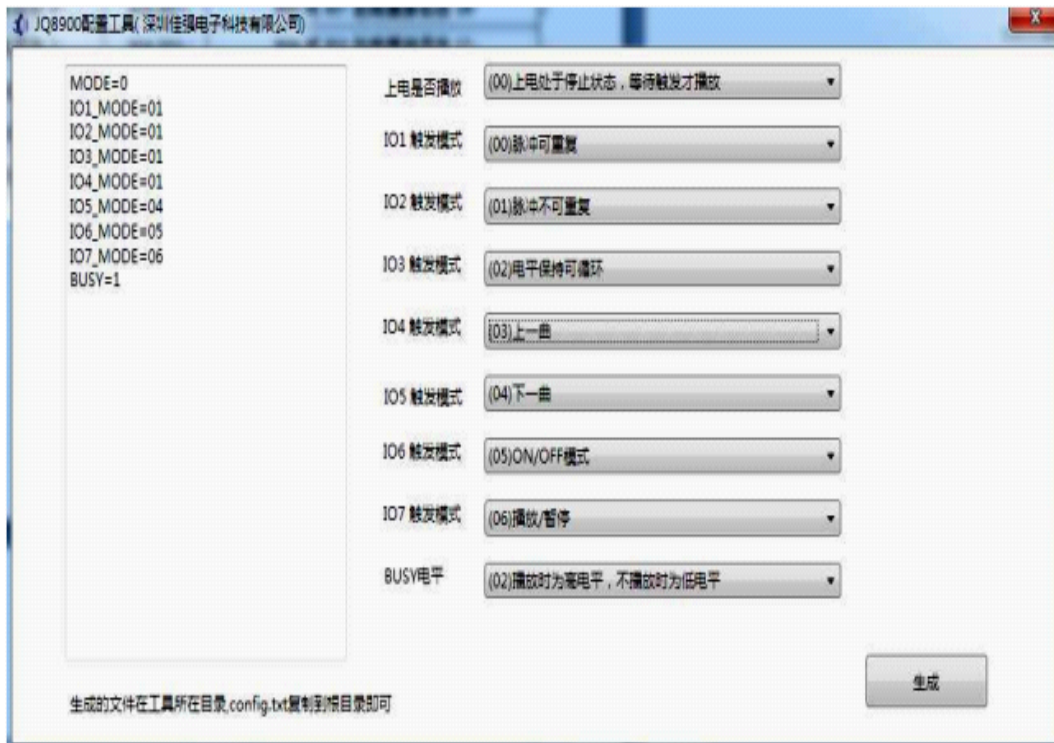 JQ8900配置工具( 深圳佳强电子科技有限公司)
MODE=0
IO1_MODE=01
IO2_MODE=01
IO3_MODE=01
IO4_MODE=01
IO5_MODE=04
IO6_MODE=05
IO7_MODE=06
BUSY=1
上电是否播放 (00)上电处于停止状态，等待触发才播放
IO1 触发模式 (00)脉冲可重复
IO2 触发模式 (01)脉冲不可重复
IO3 触发模式 (02)电平保持可循环
IO4 触发模式 (03)上一曲
IO5 触发模式 (04)下一曲
IO6 触发模式 (05)ON/OFF模式
IO7 触发模式 (06)播放/暂停
BUSY电平 (02)播放时为高电平，不播放时为低电平
生成
生成的文件在工具所在目录,config.txt复制到根目录即可